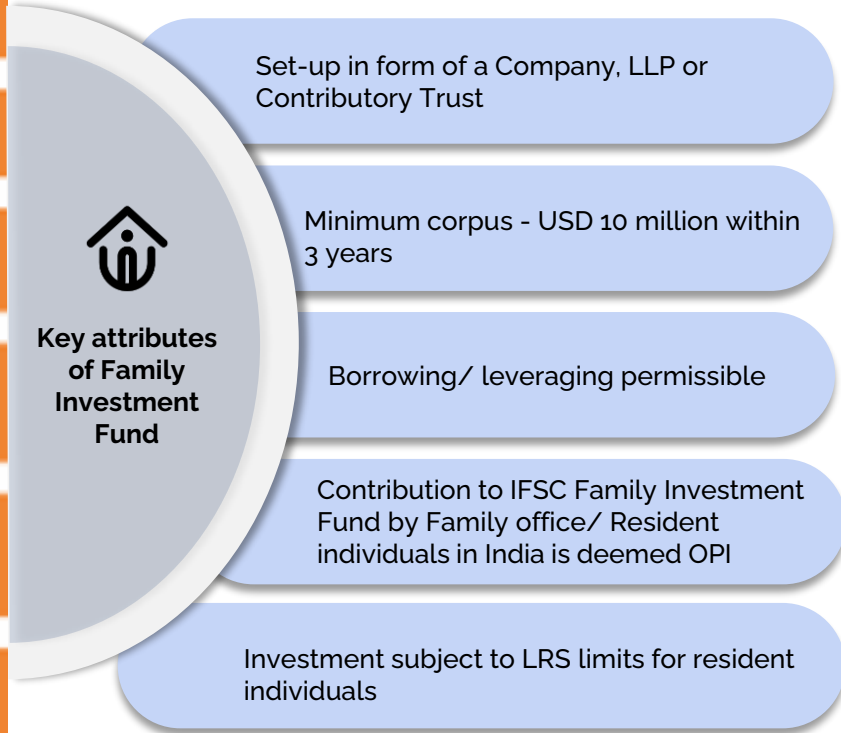 Set-up in form of a Company, LLP or
Contributory Trust
Minimum corpus - USD 10 million within
3 years
Key attributes
of Family
Investment
Fund
Borrowing/ leveraging permissible
Contribution to IFSC Family Investment
Fund by Family office/ Resident
individuals in India is deemed OPI
Investment subject to LRS limits for resident
individuals